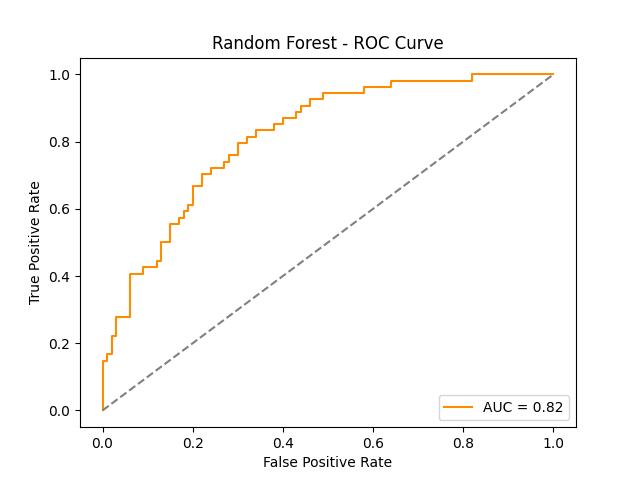 Random Forest - ROC Curve
True Positive Rate
1.0
0.8
0.6
0.4
0.2
0.0
AUC = 0.82
0.0 0.2 0.4 0.6 0.8 1.0
False Positive Rate